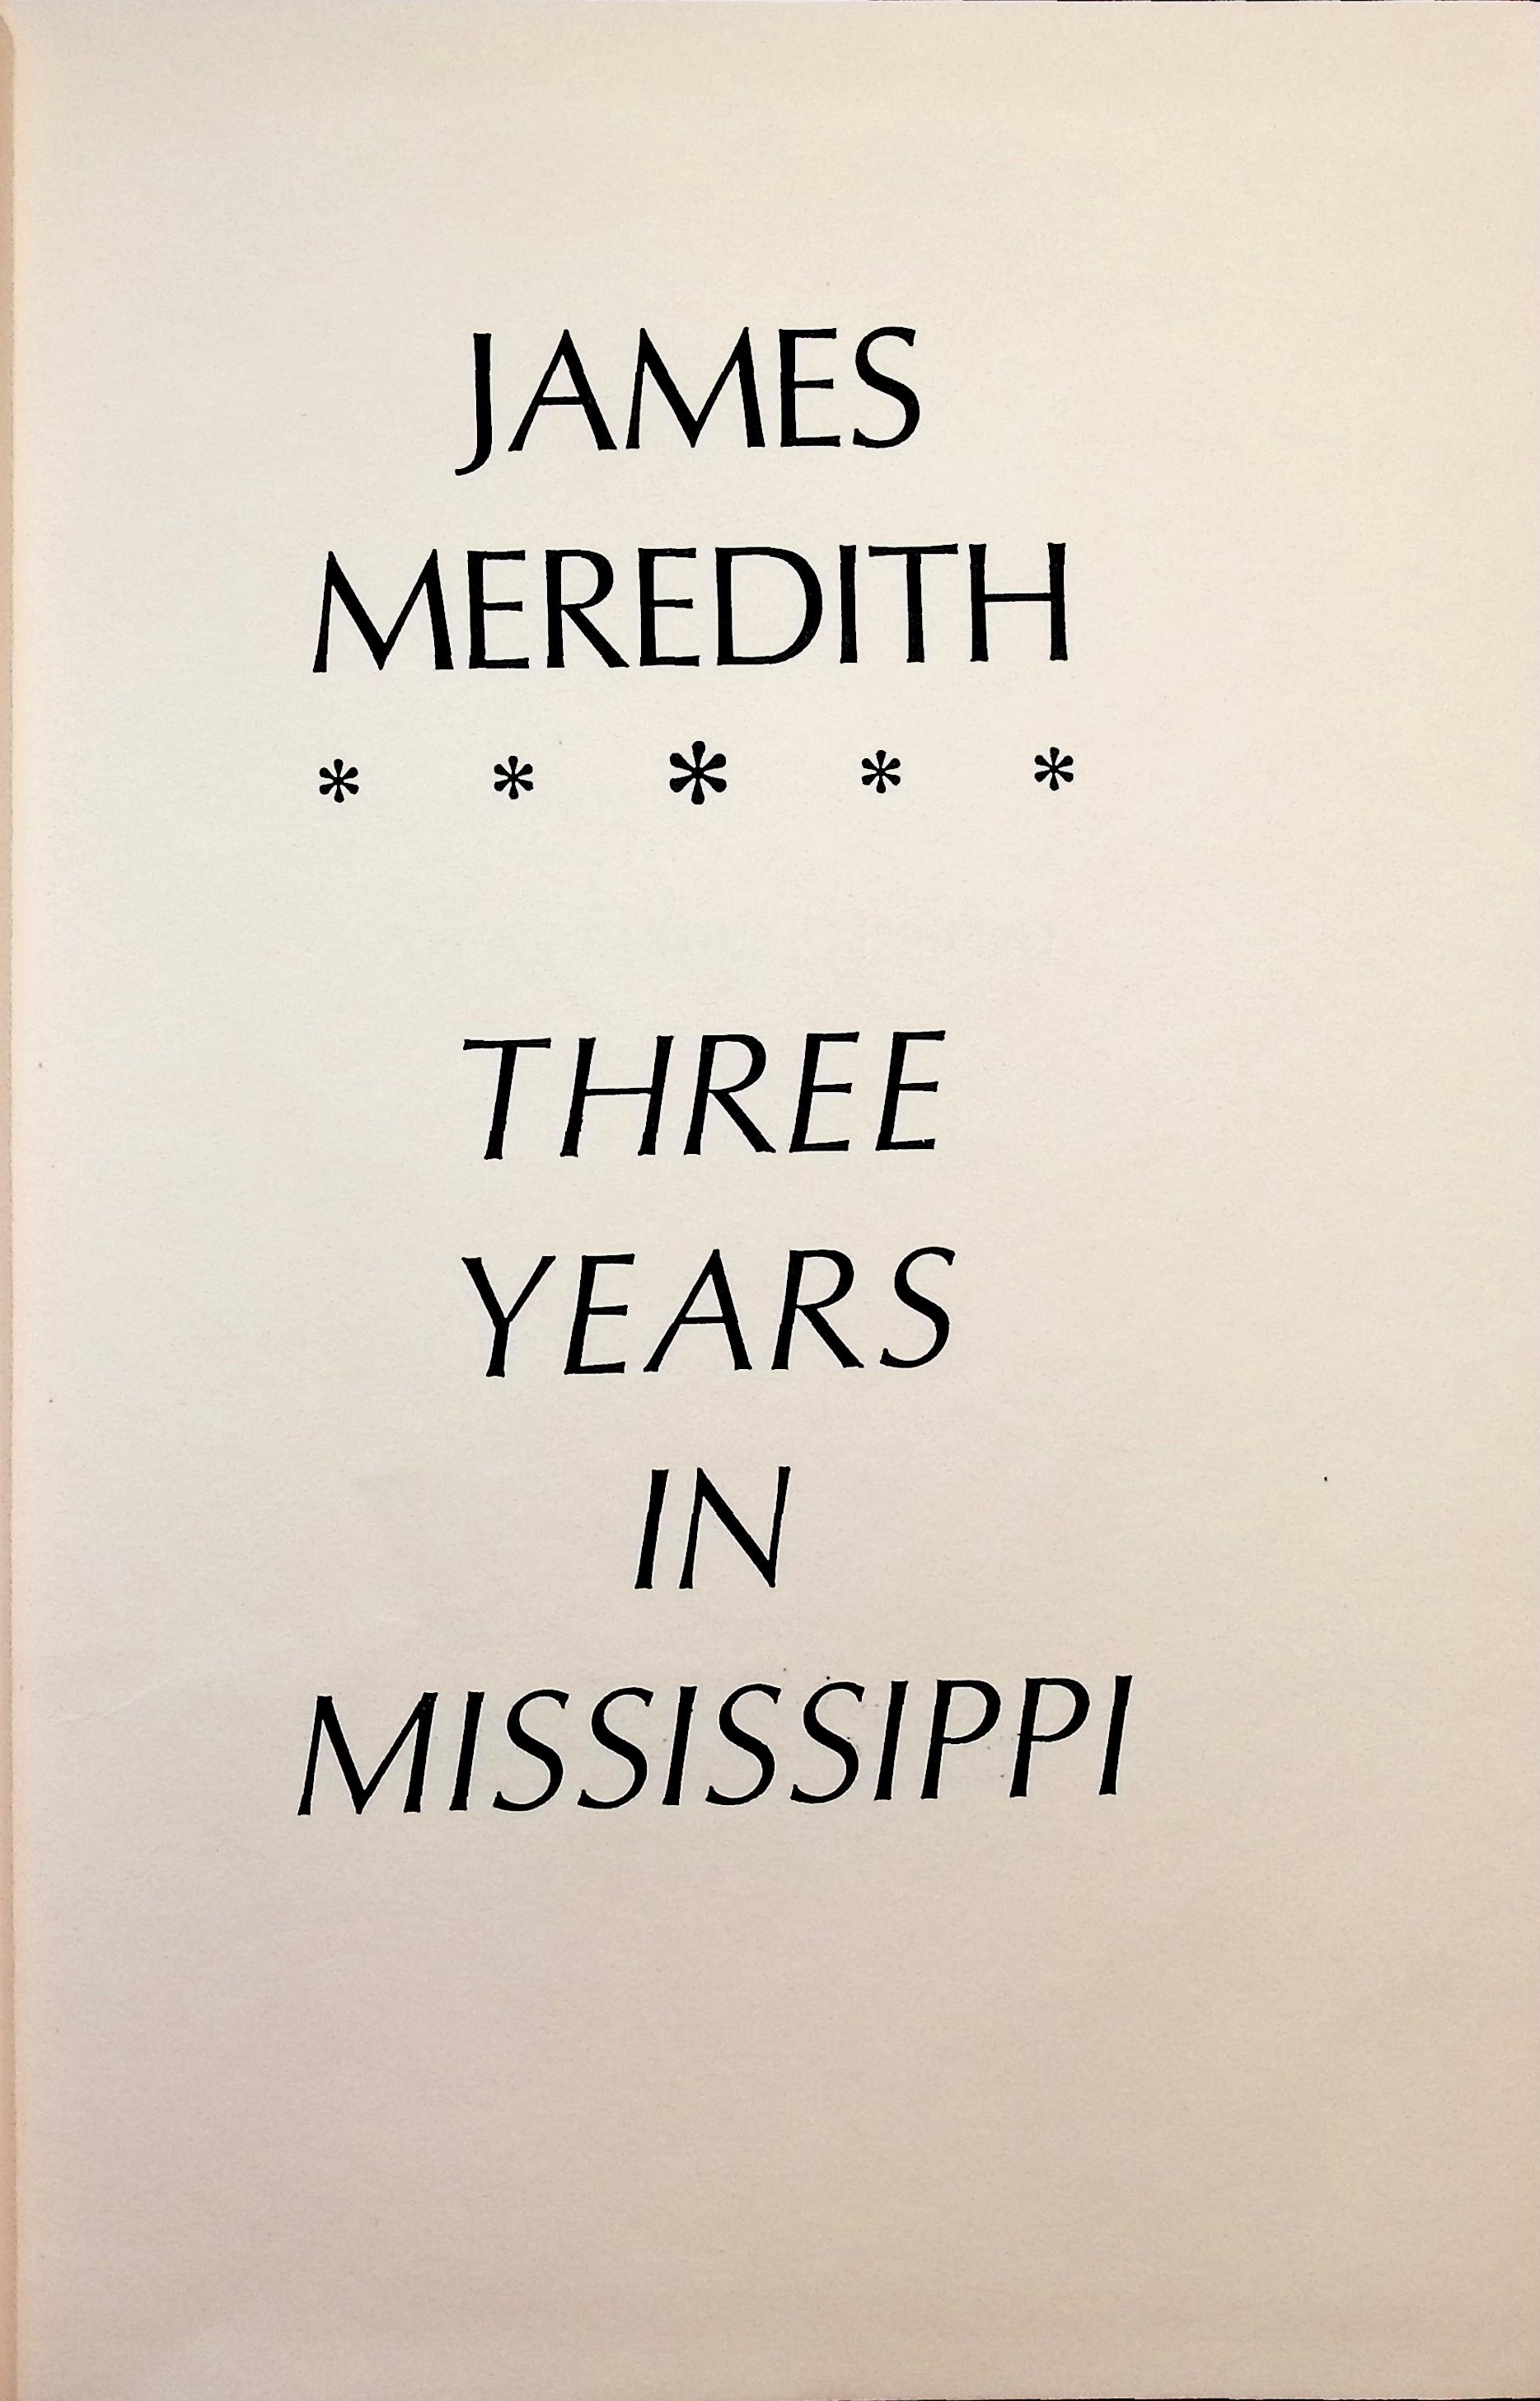 JAMES
MEREDITH
* * * * *
THREE
YEARS
IN
MISSISSIPPI